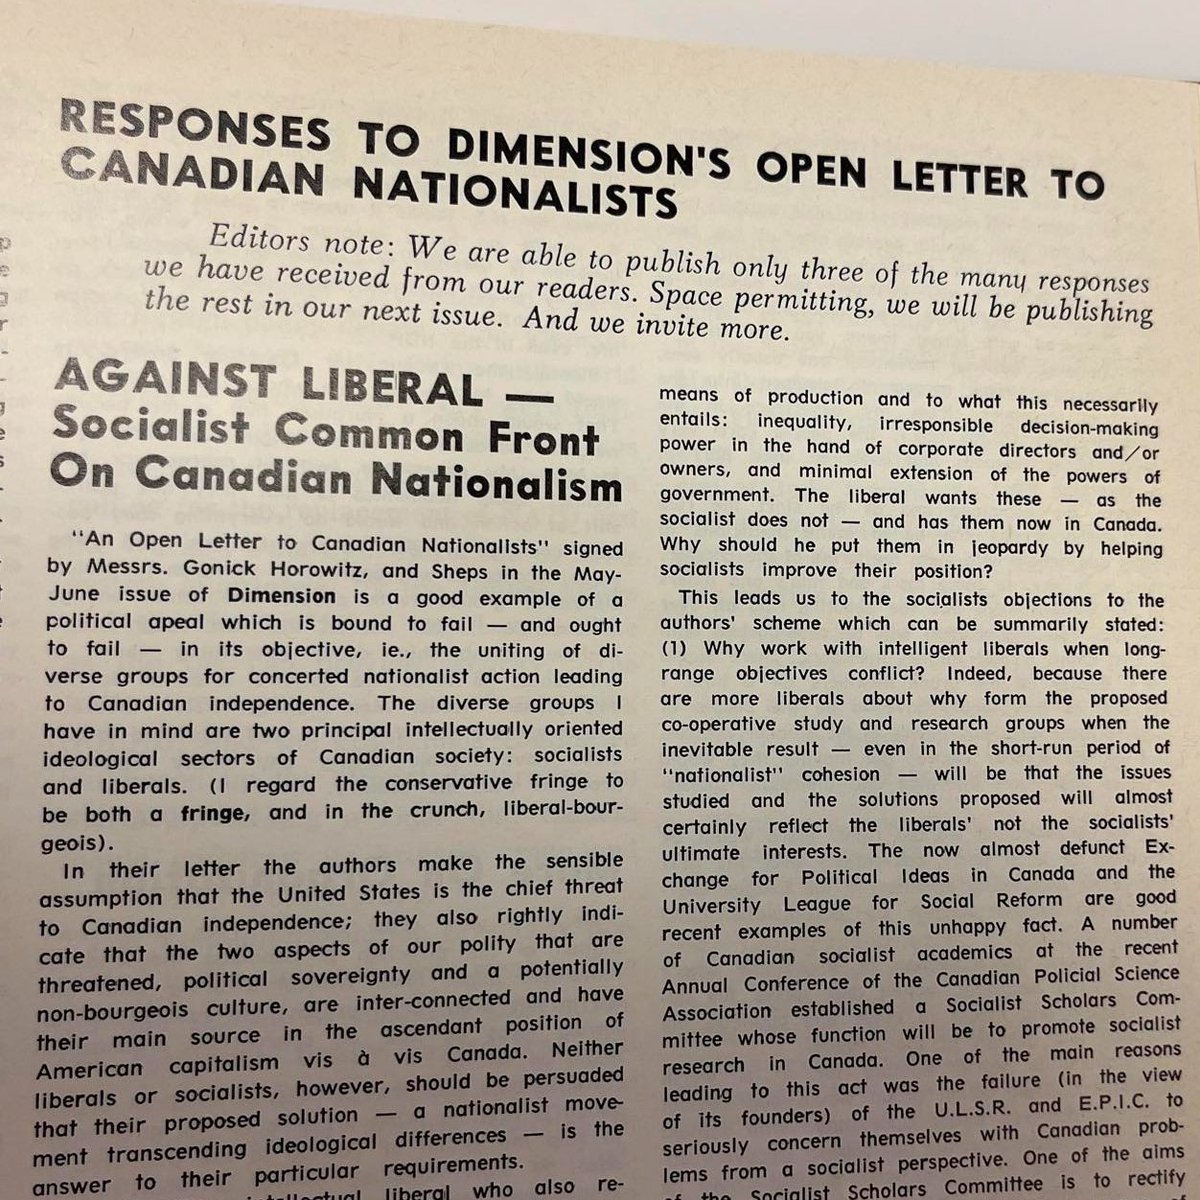 RESPONSES TO DIMENSION'S OPEN LETTER TO
CANADIAN NATIONALISTS
Editors note: We are able to publish only three of the many responses
we have received from our readers. Space permitting, we will be publishing
the rest in our next issue. And we invite more.
AGAINST LIBERAL —
Socialist Common Front
On Canadian Nationalism
"An Open Letter to Canadian Nationalists" signed
by Messrs. Gonick Horowitz, and Sheps in the May-
June issue of Dimension is a good example of a
political apeal which is bound to fail — and ought
to fail — in its objective, ie., the uniting of di-
verse groups for concerted nationalist action leading
to Canadian independence. The diverse groups I
have in mind are two principal intellectually oriented
ideological sectors of Canadian society: socialists
and liberals. (I regard the conservative fringe to
be both a fringe, and in the crunch, liberal-bour-
geois).
In their letter the authors make the sensible
assumption that the United States is the chief threat
to Canadian independence; they also rightly indi-
cate that the two aspects of our polity that are
threatened, political sovereignty and a potentially
non-bourgeois culture, are inter-connected and have
their main source in the ascendant position of
American capitalism vis à vis Canada. Neither
liberals or socialists, however, should be persuaded
that their proposed solution — a nationalist move-
ment transcending ideological differences — is the
answer to their particular requirements.
liberal who also re-
means of production and to what this necessarily
entails: inequality, irresponsible decision-making
power in the hand of corporate directors and/or
owners, and minimal extension of the powers of
government. The liberal wants these — as the
socialist does not — and has them now in Canada.
Why should he put them in jeopardy by helping
socialists improve their position?
This leads us to the socialists objections to the
authors' scheme which can be summarily stated:
(1) Why work with intelligent liberals when long-
range objectives conflict? Indeed, because there
are more liberals about why form the proposed
co-operative study and research groups when the
inevitable result — even in the short-run period of
"nationalist" cohesion — will be that the issues
studied and the solutions proposed will almost
certainly reflect the liberals' not the socialists'
ultimate interests. The now almost defunct Ex-
change for Political Ideas in Canada and the
University League for Social Reform are good
recent examples of this unhappy fact. A number
of Canadian socialist academics at the recent
Annual Conference of the Canadian Policial Science
Association established a Socialist Scholars Com-
mittee whose function will be to promote socialist
research in Canada. One of the main reasons
leading to this act was the failure (in the view
of its founders) of the U.L.S.R. and E.P.I.C. to
seriously concern themselves with Canadian prob-
lems from a socialist perspective. One of the aims
of the Socialist Scholars Committee is to rectify